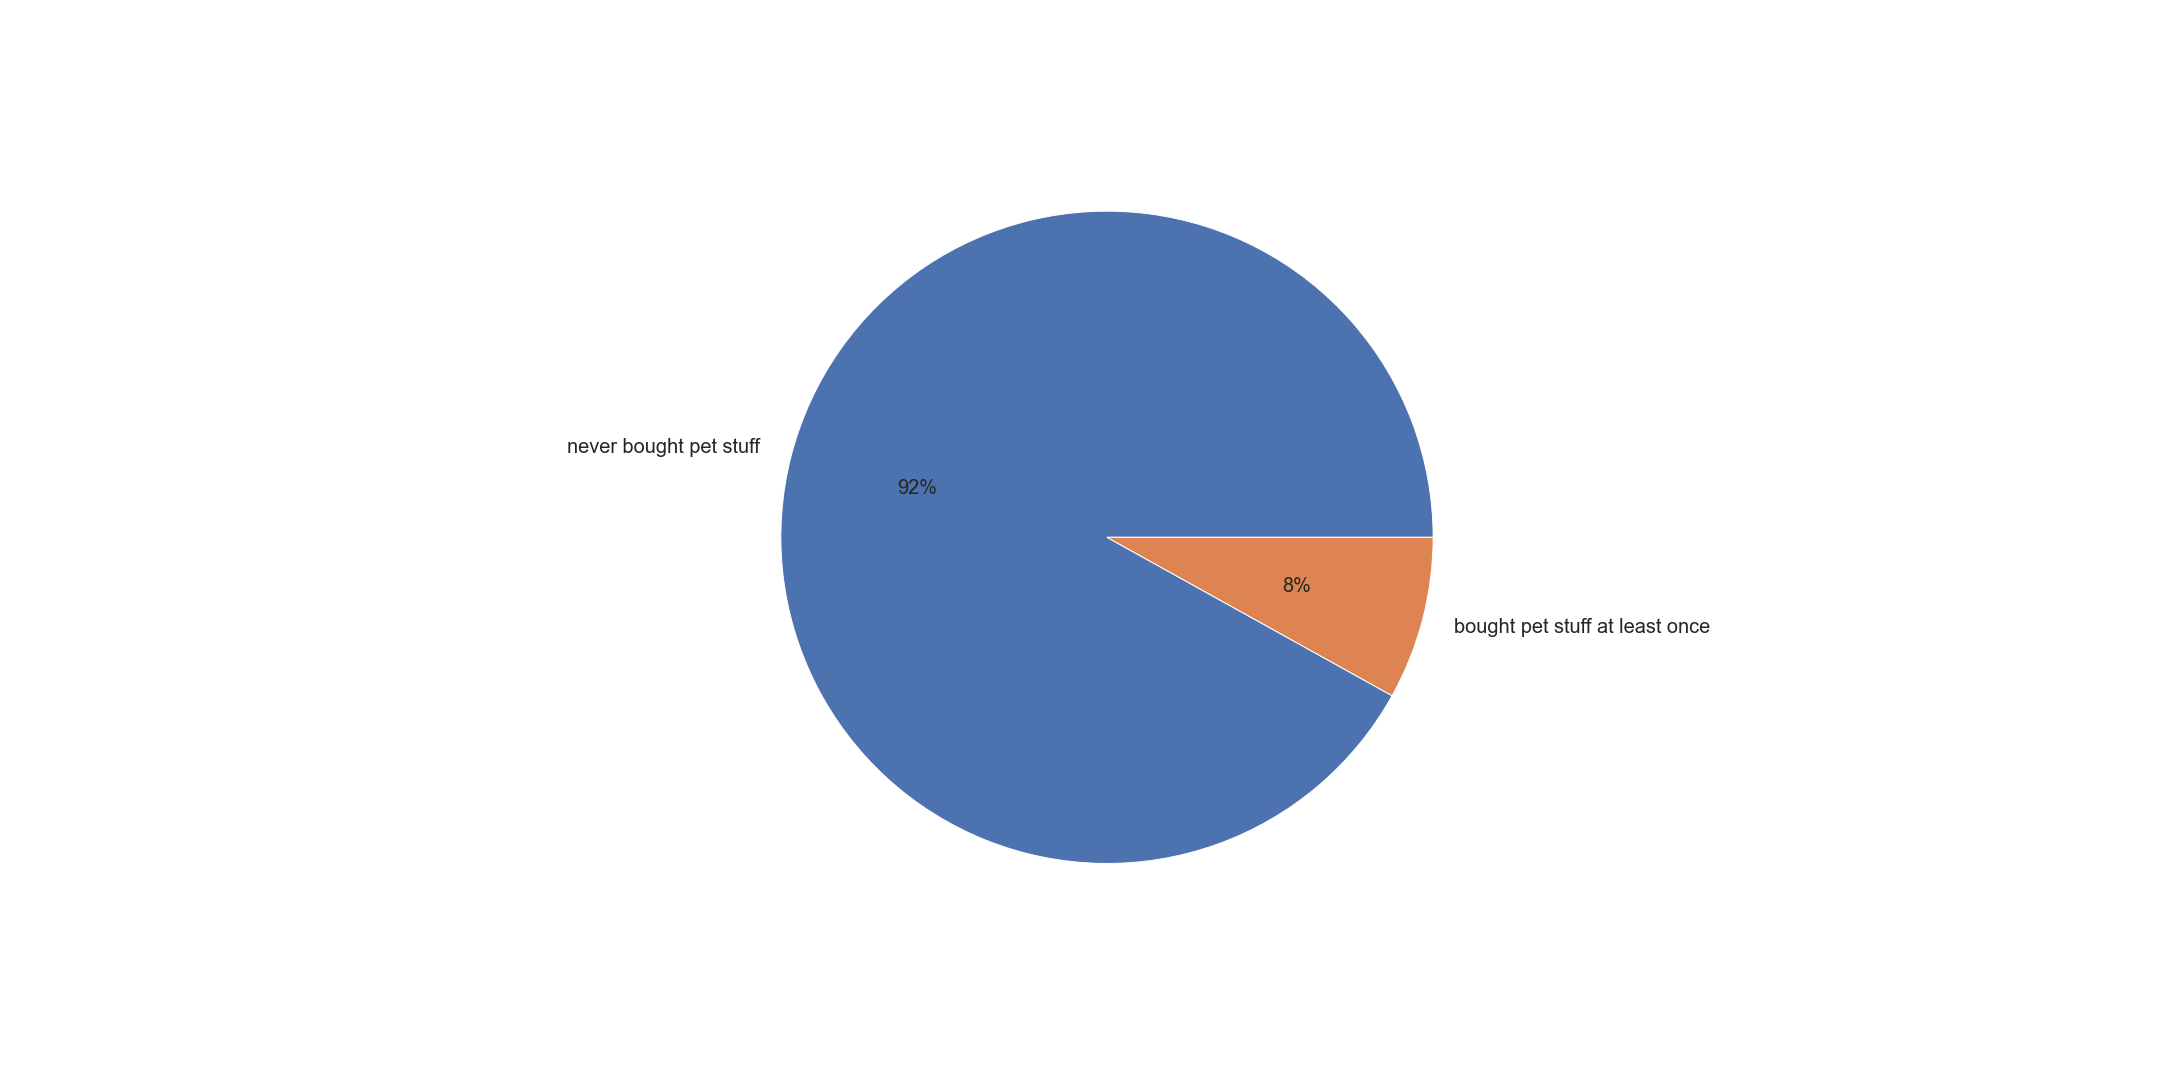 never bought pet stuff
92%
8%
bought pet stuff at least once